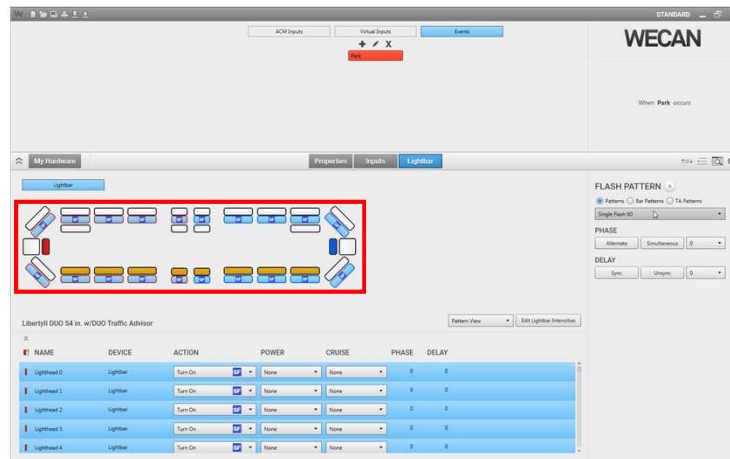 STANDARD
ACM Inputs
Virtual Inputs
Events
WECAN
Park
When Park occurs
My Hardware
Properties
Inputs
Lightbar
Lightbar
FLASH PATTERN
Patterns
Bar Patterns
TA Patterns
Single Flash 60
PHASE
Alternate
Simultaneous
0
DELAY
Sync
Unsync
0
LibertyII DUO 54 in. w/DUO Traffic Advisor
Pattern View
Edit Lightbar Intensities
NAME DEVICE ACTION POWER CRUISE PHASE DELAY
Lighthead 0 Lightbar Turn On SF None None 0 0
Lighthead 1 Lightbar Turn On SF None None 0 0
Lighthead 2 Lightbar Turn On SF None None 0 0
Lighthead 3 Lightbar Turn On SF None None 0 0
Lighthead 4 Lightbar Turn On SF None None 0 0